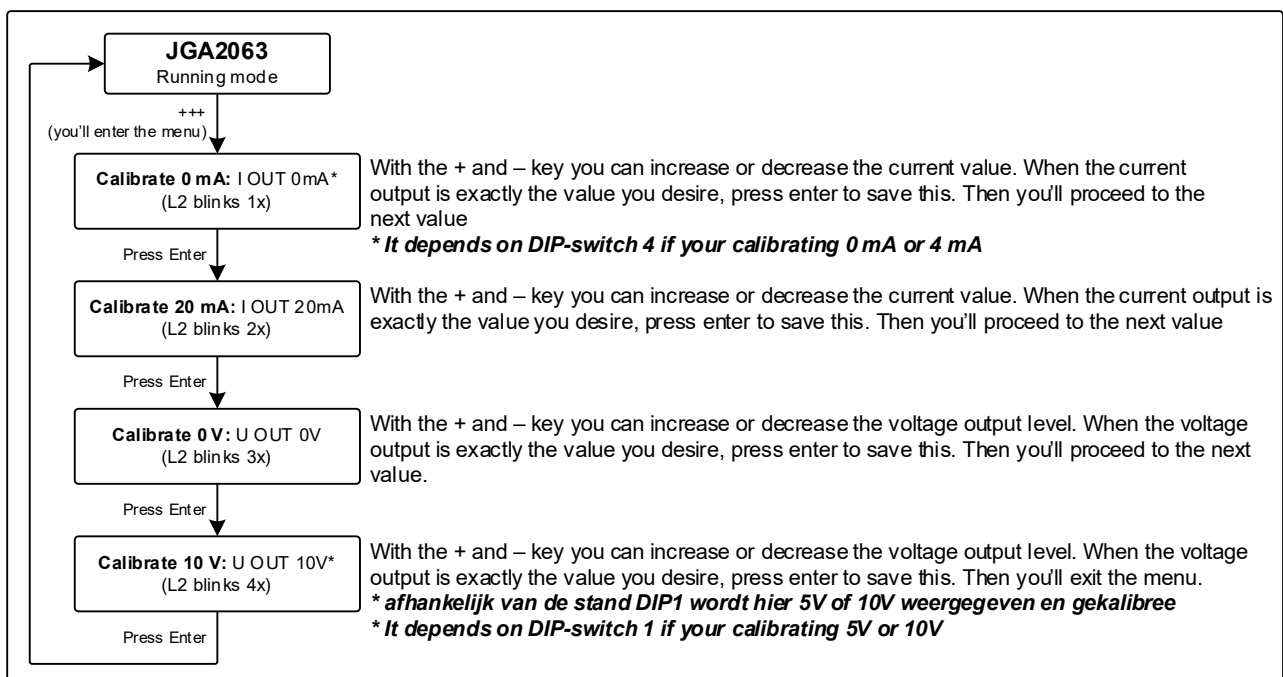 JGA2063
Running mode
+++
(you'll enter the menu)
Calibrate 0 mA: I OUT 0mA*
(L2 blinks 1x)
With the + and – key you can increase or decrease the current value. When the current
output is exactly the value you desire, press enter to save this. Then you'll proceed to the
next value
* It depends on DIP-switch 4 if your calibrating 0 mA or 4 mA
Press Enter
Calibrate 20 mA: I OUT 20mA
(L2 blinks 2x)
With the + and – key you can increase or decrease the current value. When the current output is
exactly the value you desire, press enter to save this. Then you'll proceed to the next value
Press Enter
Calibrate 0 V: U OUT 0V
(L2 blinks 3x)
With the + and – key you can increase or decrease the voltage output level. When the voltage
output is exactly the value you desire, press enter to save this. Then you'll proceed to the next
value.
Press Enter
Calibrate 10 V: U OUT 10V*
(L2 blinks 4x)
With the + and – key you can increase or decrease the voltage output level. When the voltage
output is exactly the value you desire, press enter to save this. Then you'll exit the menu.
* afhankelijk van de stand DIP1 wordt hier 5V of 10V weergegeven en gekalibree
* It depends on DIP-switch 1 if your calibrating 5V or 10V
Press Enter